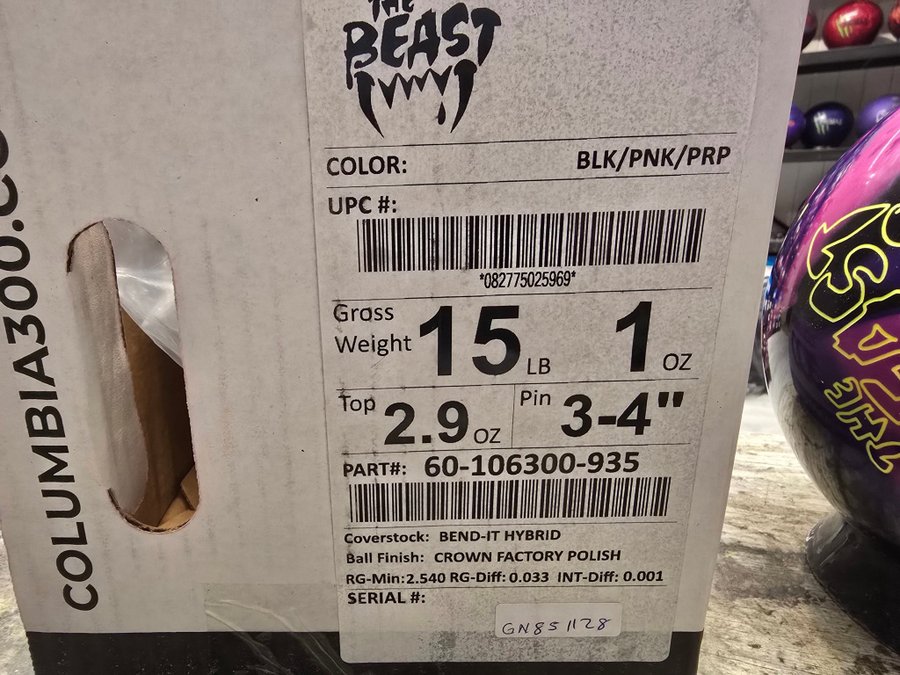 THE
BEAST
COLOR: BLK/PNK/PRP
UPC #:
*082775025969*
Gross Weight 15 LB 1 OZ
Top 2.9 OZ Pin 3-4"
PART#: 60-106300-935
Coverstock: BEND-IT HYBRID
Ball Finish: CROWN FACTORY POLISH
RG-Min:2.540 RG-Diff: 0.033 INT-Diff: 0.001
SERIAL #:
GN851128
COLUMBIA300.CO
THE